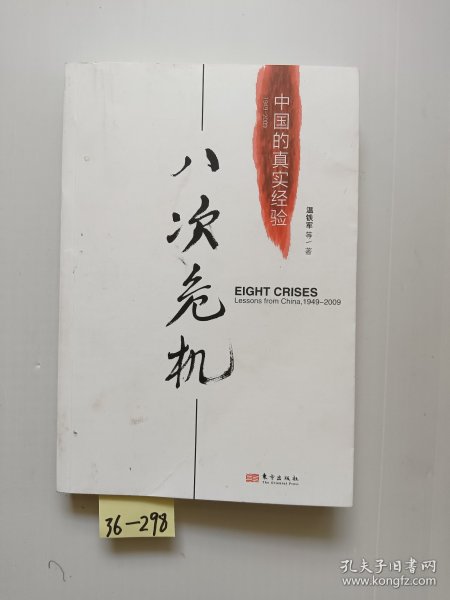 中国的真实经验
1949-2009
八次危机
温铁军 等/著
EIGHT CRISES
Lessons from China,1949-2009
东方出版社
The Oriental Press
36-298
孔夫子旧书网
www.kongfz.com